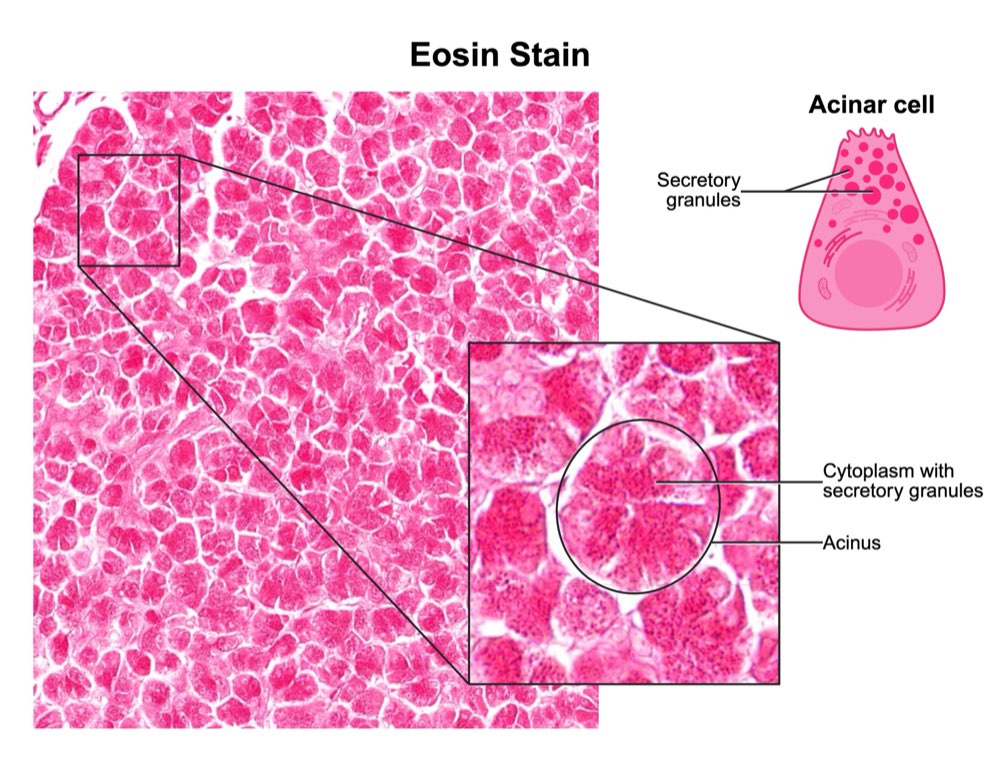 Eosin Stain
Acinar cell
Secretory
granules
Cytoplasm with
secretory granules
Acinus